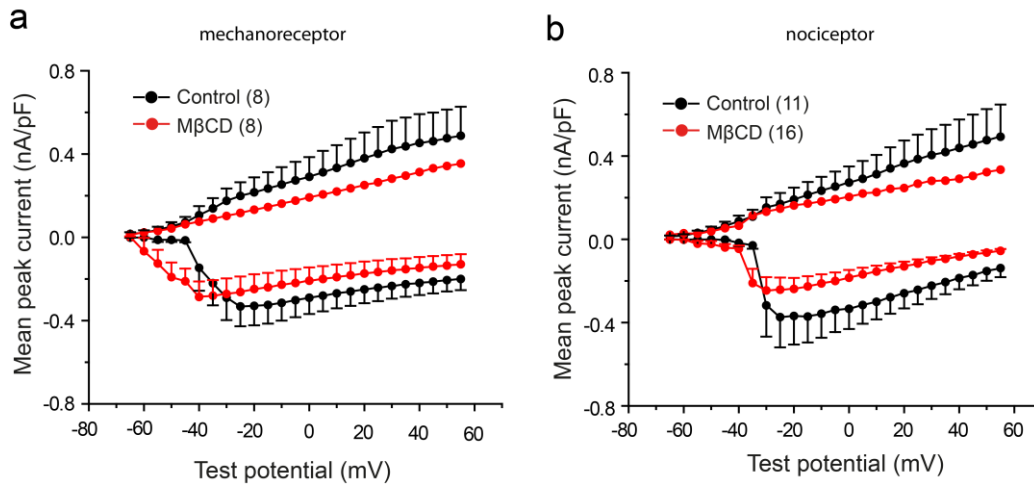 a
mechanoreceptor
Mean peak current (nA/pF)
0.8
0.4
0.0
-0.4
-0.8
Control (8)
MβCD (8)
-80 -60 -40 -20 0 20 40 60
Test potential (mV)
b
nociceptor
Mean peak current (nA/pF)
0.8
0.4
0.0
-0.4
-0.8
Control (11)
MβCD (16)
-80 -60 -40 -20 0 20 40 60
Test potential (mV)